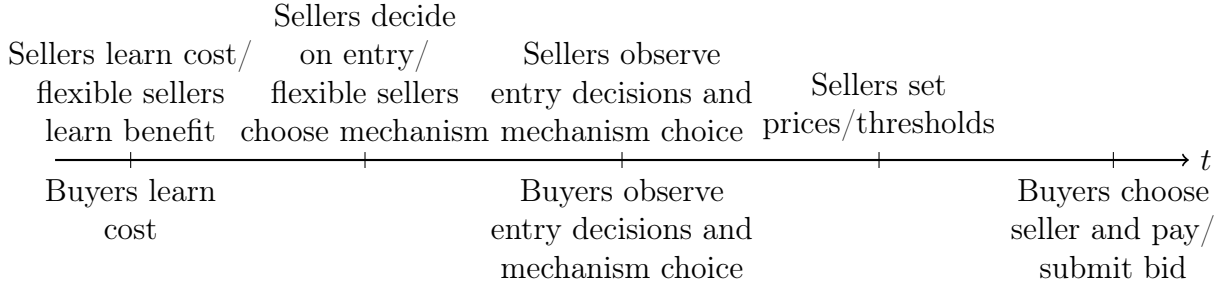 Sellers learn cost/
flexible sellers
learn benefit
Sellers decide
on entry/
flexible sellers
choose mechanism
Sellers observe
entry decisions and
mechanism choice
Sellers set
prices/thresholds
t
Buyers learn
cost
Buyers observe
entry decisions and
mechanism choice
Buyers choose
seller and pay/
submit bid